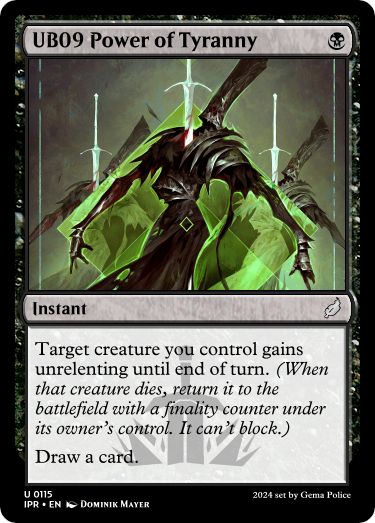 UB09 Power of Tyranny
Instant
Target creature you control gains
unrelenting until end of turn. (When
that creature dies, return it to the
battlefield with a finality counter under
its owner's control. It can't block.)
Draw a card.
U 0115
IPR • EN Dominik Mayer
2024 set by Gema Police